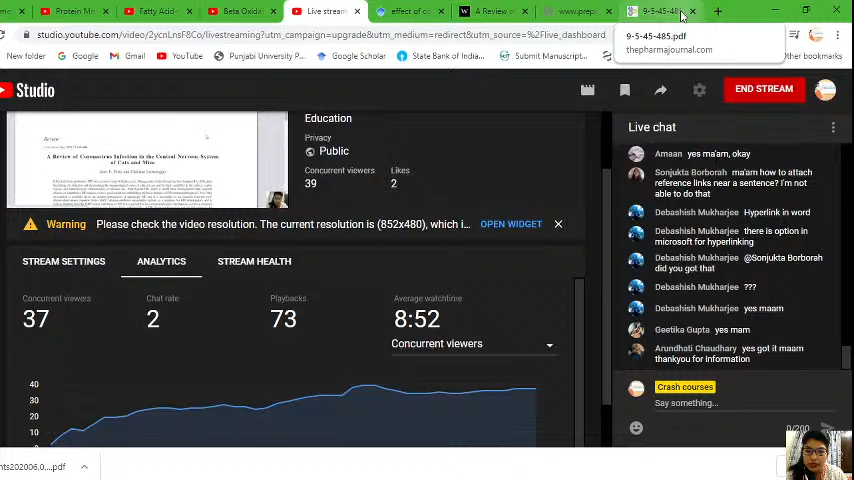 Protein Me
Fatty Acid-
Beta Oxida
Live stream
effect of co
A Review o
www.prep
9-5-45-485
studio.youtube.com/video/2ycnLnsF8Co/livestreaming?utm_campaign=upgrade&utm_medium=redirect&utm_source=%2Flive_dashboard
9-5-45-485.pdf
thepharmajournal.com
new folder
Google
Gmail
YouTube
Punjabi University P...
State Bank of India...
Submit Manuscript...
Other bookmarks
Studio
END STREAM
Review
A Review of Coronavirus Infection in the Central Nervous System
of Cats and Mice
Education
Privacy
Public
Concurrent viewers
Likes
39
2
Live chat
Amaan yes ma'am, okay
Sonjukta Borborah ma'am how to attach
reference links near a sentence? I'm not
able to do that
Debashish Mukharjee Hyperlink in word
Debashish Mukharjee there is option in
microsoft for hyperlinking
Debashish Mukharjee @Sonjukta Borborah
did you got that
Debashish Mukharjee ???
Debashish Mukharjee yes maam
Geetika Gupta yes mam
Arundhati Chaudhary yes got it maam
thankyou for information
Crash courses
Say something...
0/200
Warning Please check the video resolution. The current resolution is (852x480), which i...
OPEN WIDGET
STREAM SETTINGS
ANALYTICS
STREAM HEALTH
Concurrent viewers
Chat rate
Playbacks
Average watchtime
37
2
73
8:52
Concurrent viewers
40
30
20
10
nts202006.0....pdf